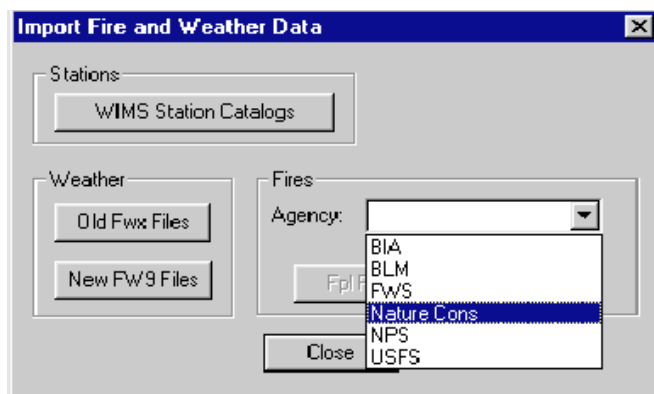 Import Fire and Weather Data
Stations
WIMS Station Catalogs
Weather
Old Fwx Files
New FW9 Files
Fires
Agency:
BIA
BLM
FWS
Nature Cons
NPS
USFS
Fpl
Close